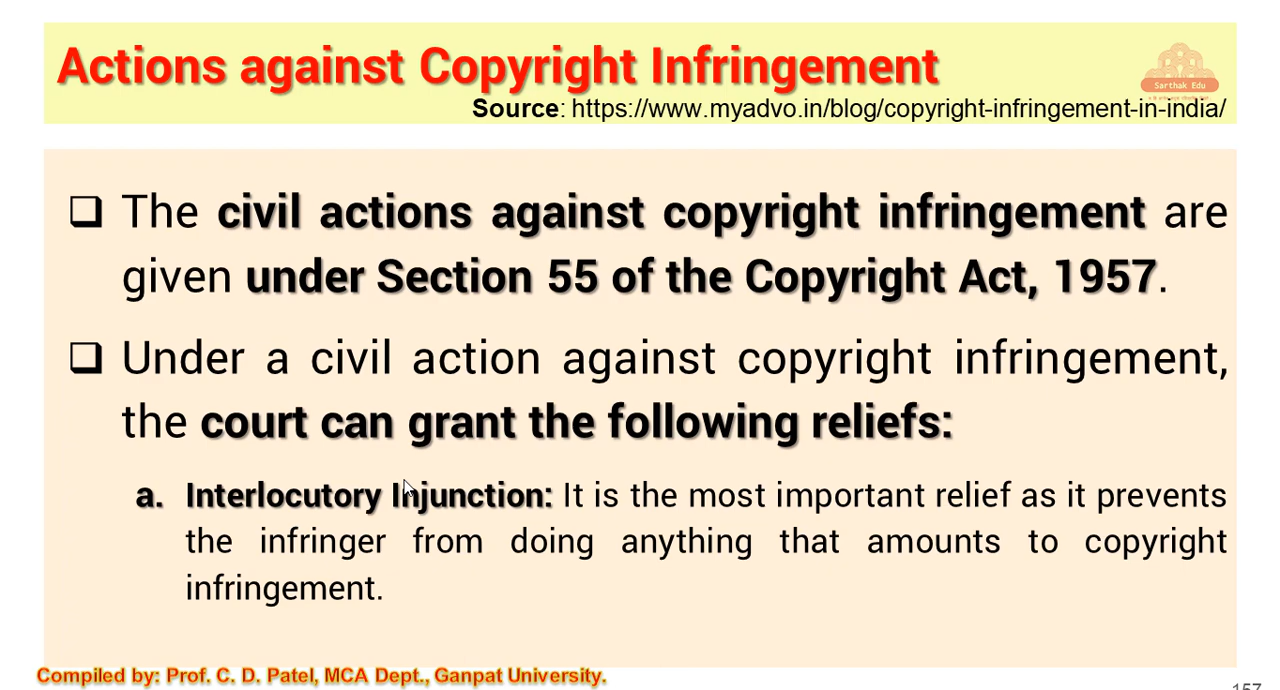 Actions against Copyright Infringement
Sarthak Edu
Source: https://www.myadvo.in/blog/copyright-infringement-in-india/
❑ The civil actions against copyright infringement are
given under Section 55 of the Copyright Act, 1957.
❑ Under a civil action against copyright infringement,
the court can grant the following reliefs:
a. Interlocutory Injunction: It is the most important relief as it prevents
the infringer from doing anything that amounts to copyright
infringement.
Compiled by: Prof. C. D. Patel, MCA Dept., Ganpat University.
157